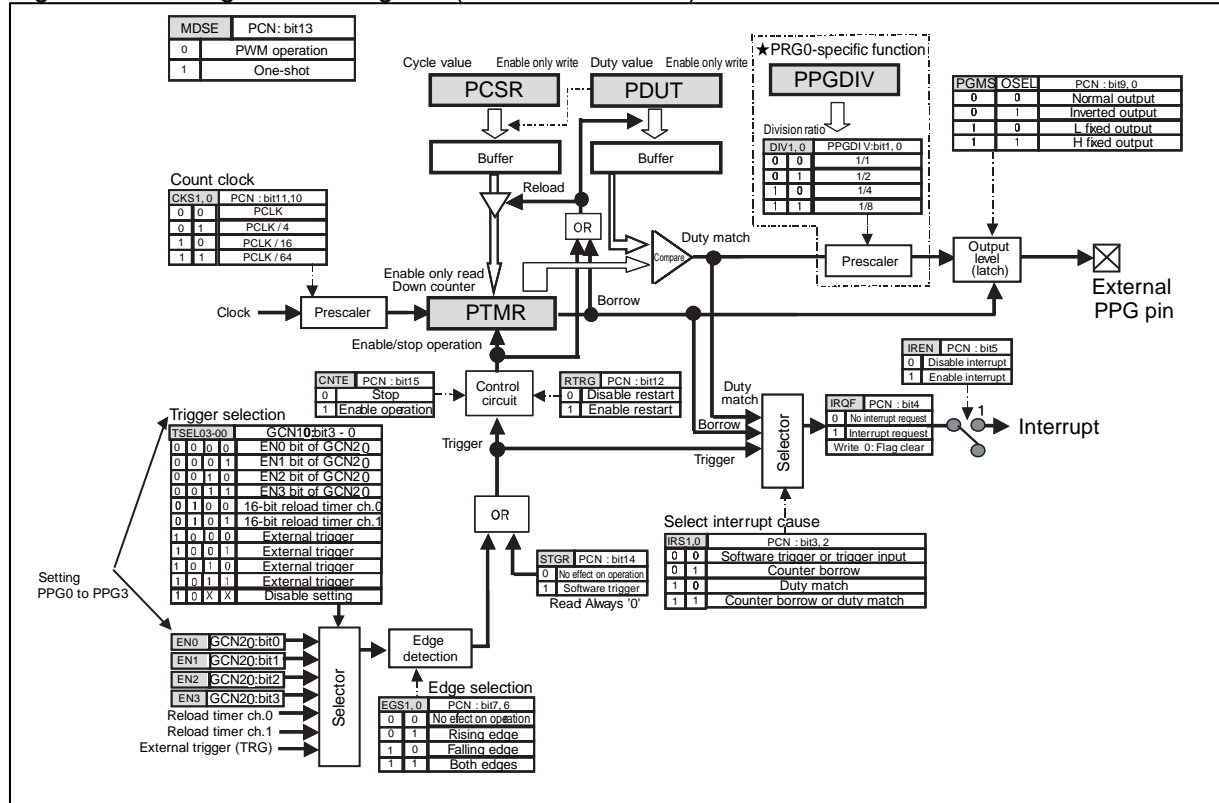 MDSE PCN: bit13
0 PWM operation
1 One-shot
Cycle value Enable only write Duty value Enable only write
PCSR PDUT
Buffer Buffer
Reload
OR
★PRG0-specific function
PPGDIV
Division ratio
DIV1, 0 PPGDIV:bit1, 0
0 0 1/1
0 1 1/2
1 0 1/4
1 1 1/8
Prescaler
PGMS OSEL PCN : bit9, 0
0 0 Normal output
0 1 Inverted output
1 0 L fixed output
1 1 H fixed output
Count clock
CKS1, 0 PCN : bit11,10
0 0 PCLK
0 1 PCLK / 4
1 0 PCLK / 16
1 1 PCLK / 64
Compare
Duty match
Output
level
(latch)
External
PPG pin
Enable only read
Down counter
Clock Prescaler PTMR Borrow
Enable/stop operation
CNTE PCN : bit15
0 Stop
1 Enable operation
Control
circuit
RTRG PCN : bit12
0 Disable restart
1 Enable restart
IREN PCN : bit5
0 Disable interrupt
1 Enable interrupt
Duty
match
Borrow
Trigger
Trigger
Selector
IRQF PCN : bit4
0 No interrupt request
1 Interrupt request
Write 0: Flag clear
1
Interrupt
Trigger selection
TSEL03-00 GCN10:bit3 - 0
0 0 0 0 EN0 bit of GCN20
0 0 0 1 EN1 bit of GCN20
0 0 1 0 EN2 bit of GCN20
0 0 1 1 EN3 bit of GCN20
0 1 0 0 16-bit reload timer ch.0
0 1 0 1 16-bit reload timer ch.1
1 0 0 0 External trigger
1 0 0 1 External trigger
1 0 1 0 External trigger
1 0 1 1 External trigger
1 0 X X Disable setting
OR
STGR PCN : bit14
0 No effect on operation
1 Software trigger
Read: Always '0'
Select interrupt cause
IRS1,0 PCN : bit3, 2
0 0 Software trigger or trigger input
0 1 Counter borrow
1 0 Duty match
1 1 Counter borrow or duty match
Setting
PPG0 to PPG3
EN0 GCN20:bit0
EN1 GCN20:bit1
EN2 GCN20:bit2
EN3 GCN20:bit3
Reload timer ch.0
Reload timer ch.1
External trigger (TRG)
Selector
Edge
detection
Edge selection
EGS1, 0 PCN : bit7, 6
0 0 No effect on operation
0 1 Rising edge
1 0 Falling edge
1 1 Both edges